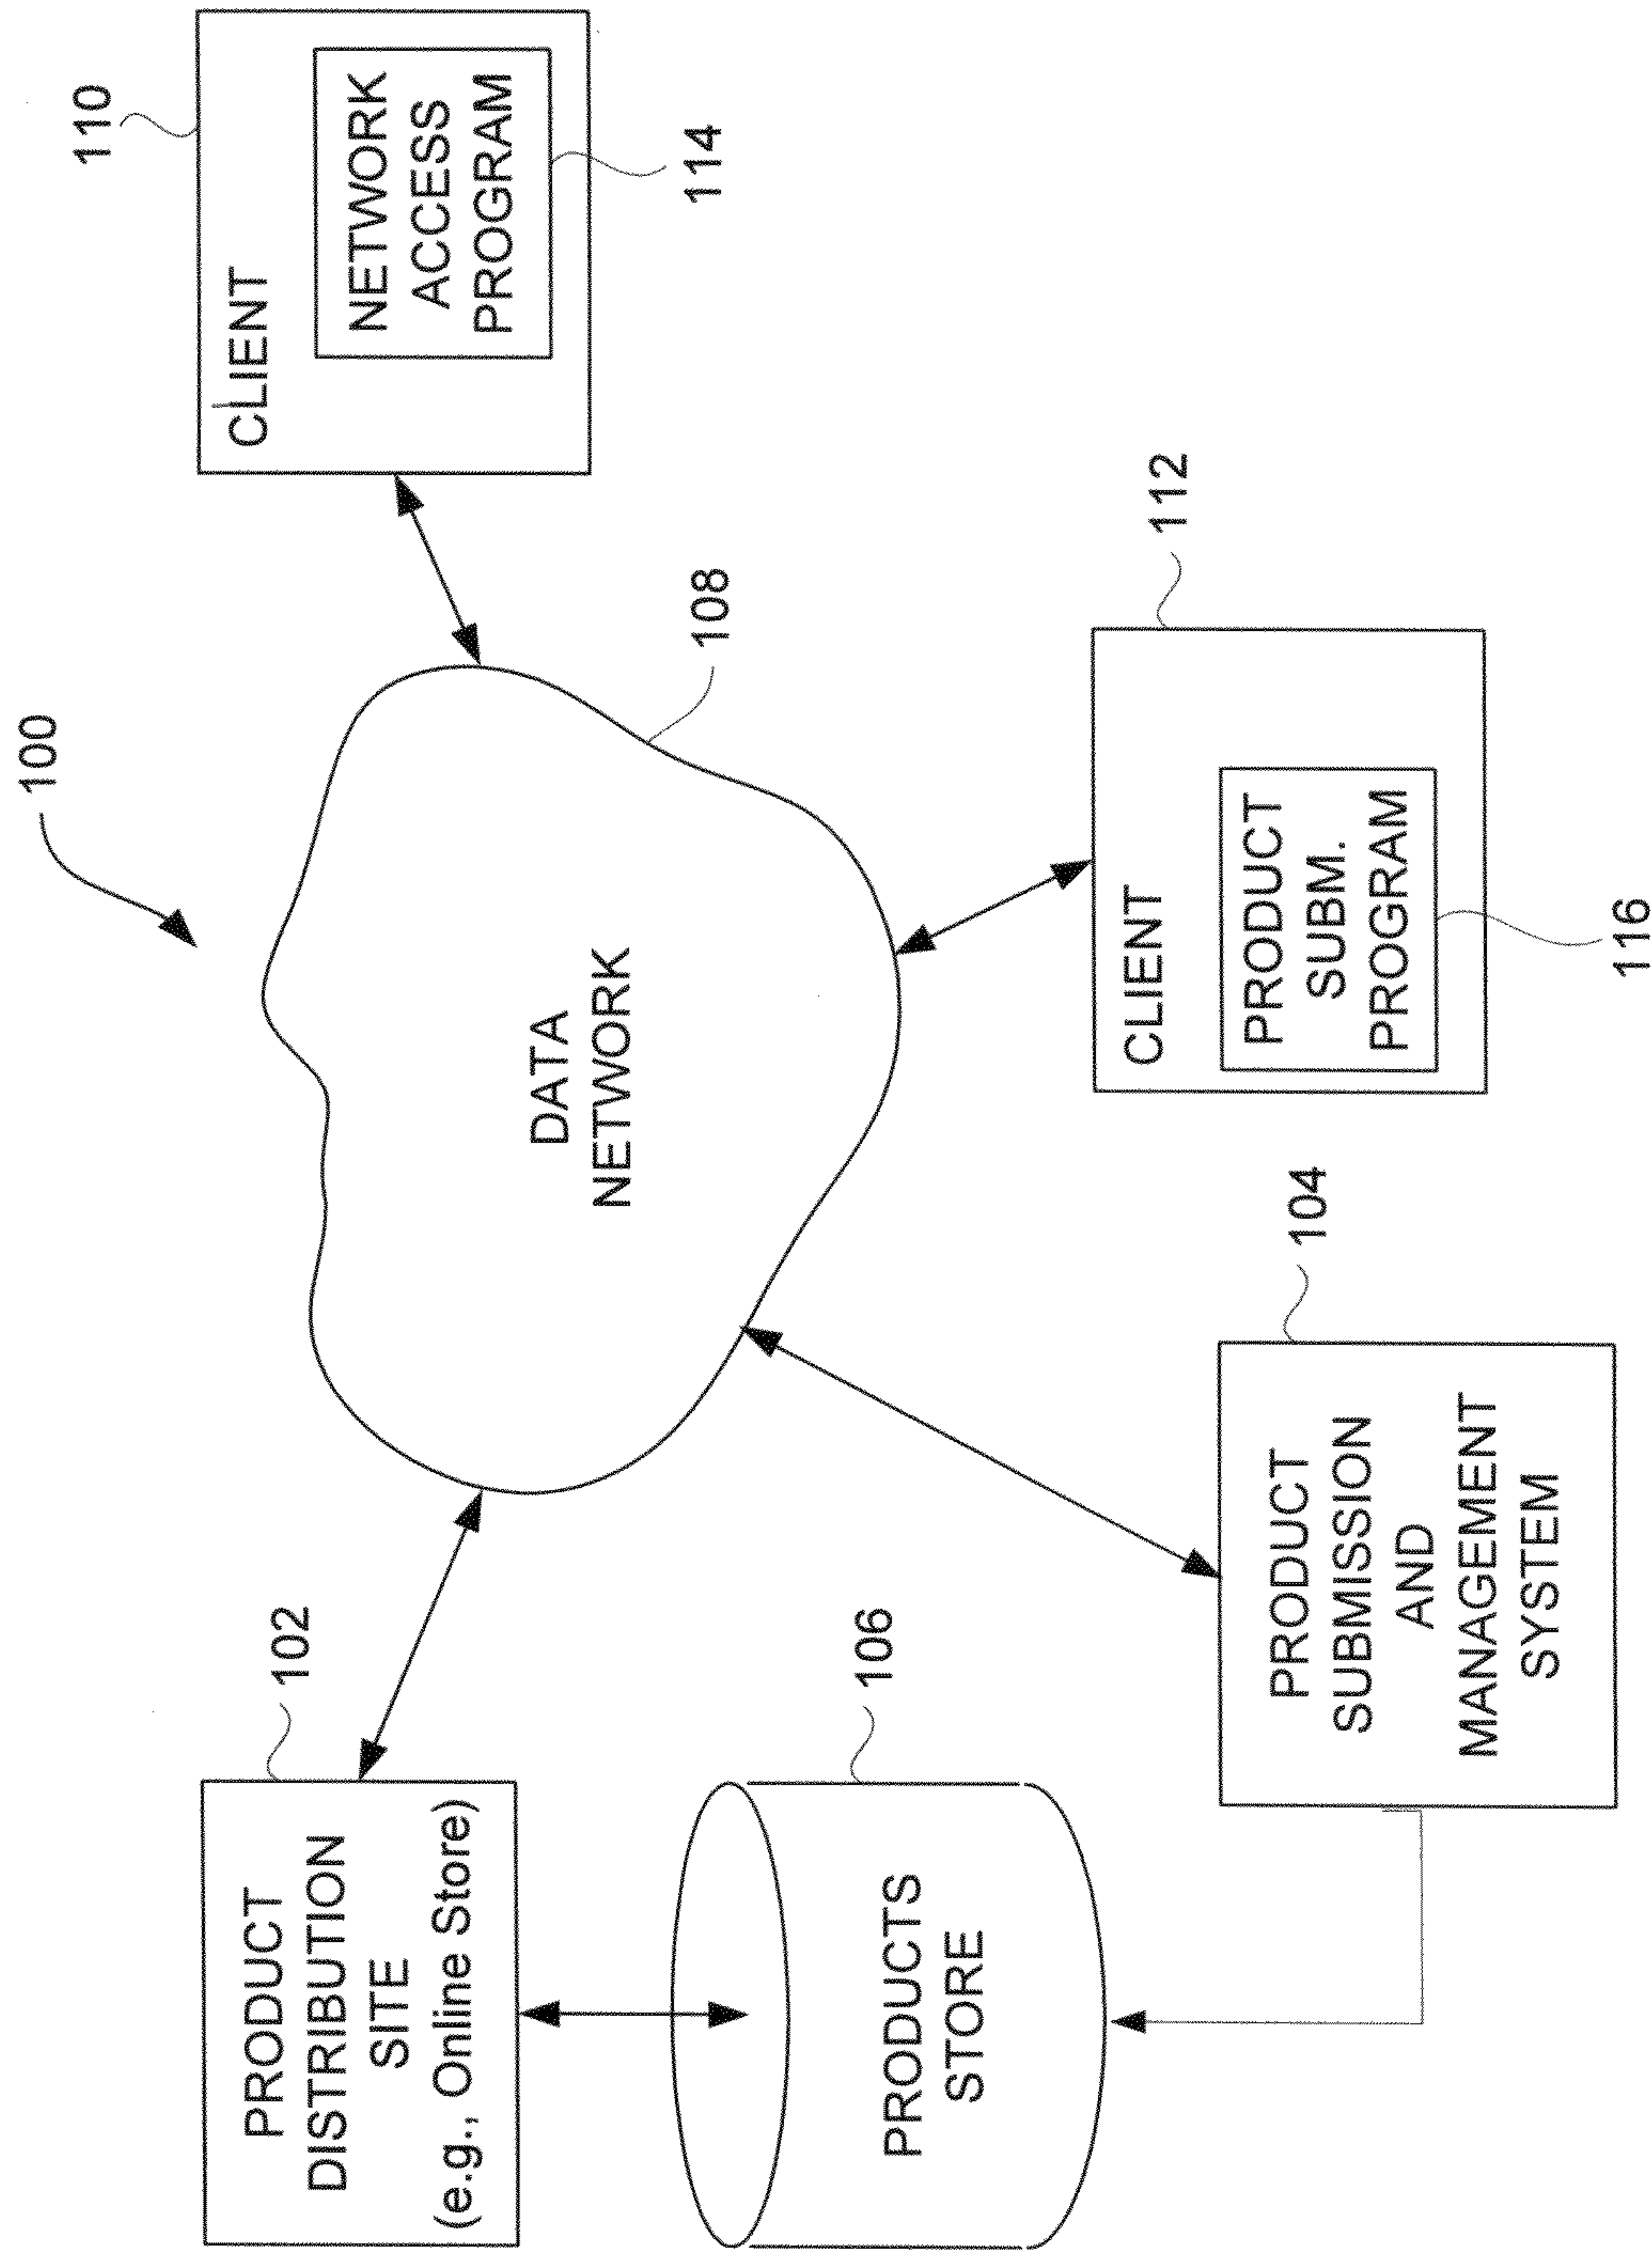 100
102
PRODUCT
DISTRIBUTION
SITE
(e.g., Online Store)
DATA
NETWORK
108
110
CLIENT
NETWORK
ACCESS
PROGRAM
114
106
PRODUCTS
STORE
104
PRODUCT
SUBMISSION
AND
MANAGEMENT
SYSTEM
112
CLIENT
PRODUCT
SUBM.
PROGRAM
116